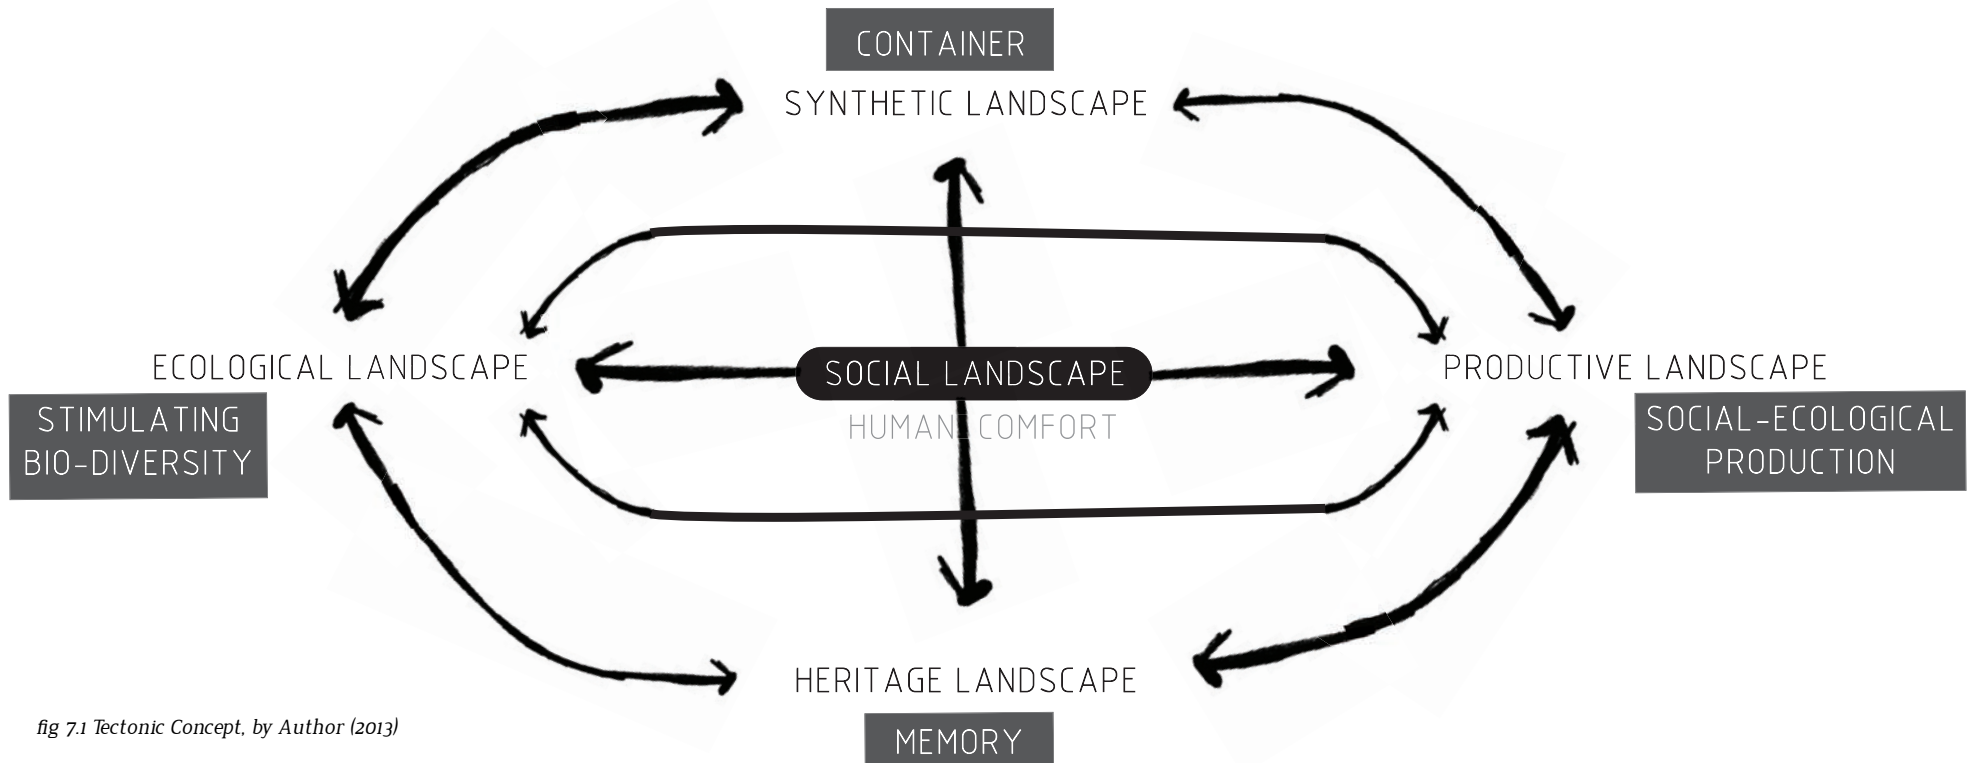 CONTAINER
SYNTHETIC LANDSCAPE
ECOLOGICAL LANDSCAPE
STIMULATING
BIO-DIVERSITY
SOCIAL LANDSCAPE
HUMAN COMFORT
PRODUCTIVE LANDSCAPE
SOCIAL-ECOLOGICAL
PRODUCTION
HERITAGE LANDSCAPE
MEMORY
fig 7.1 Tectonic Concept, by Author (2013)